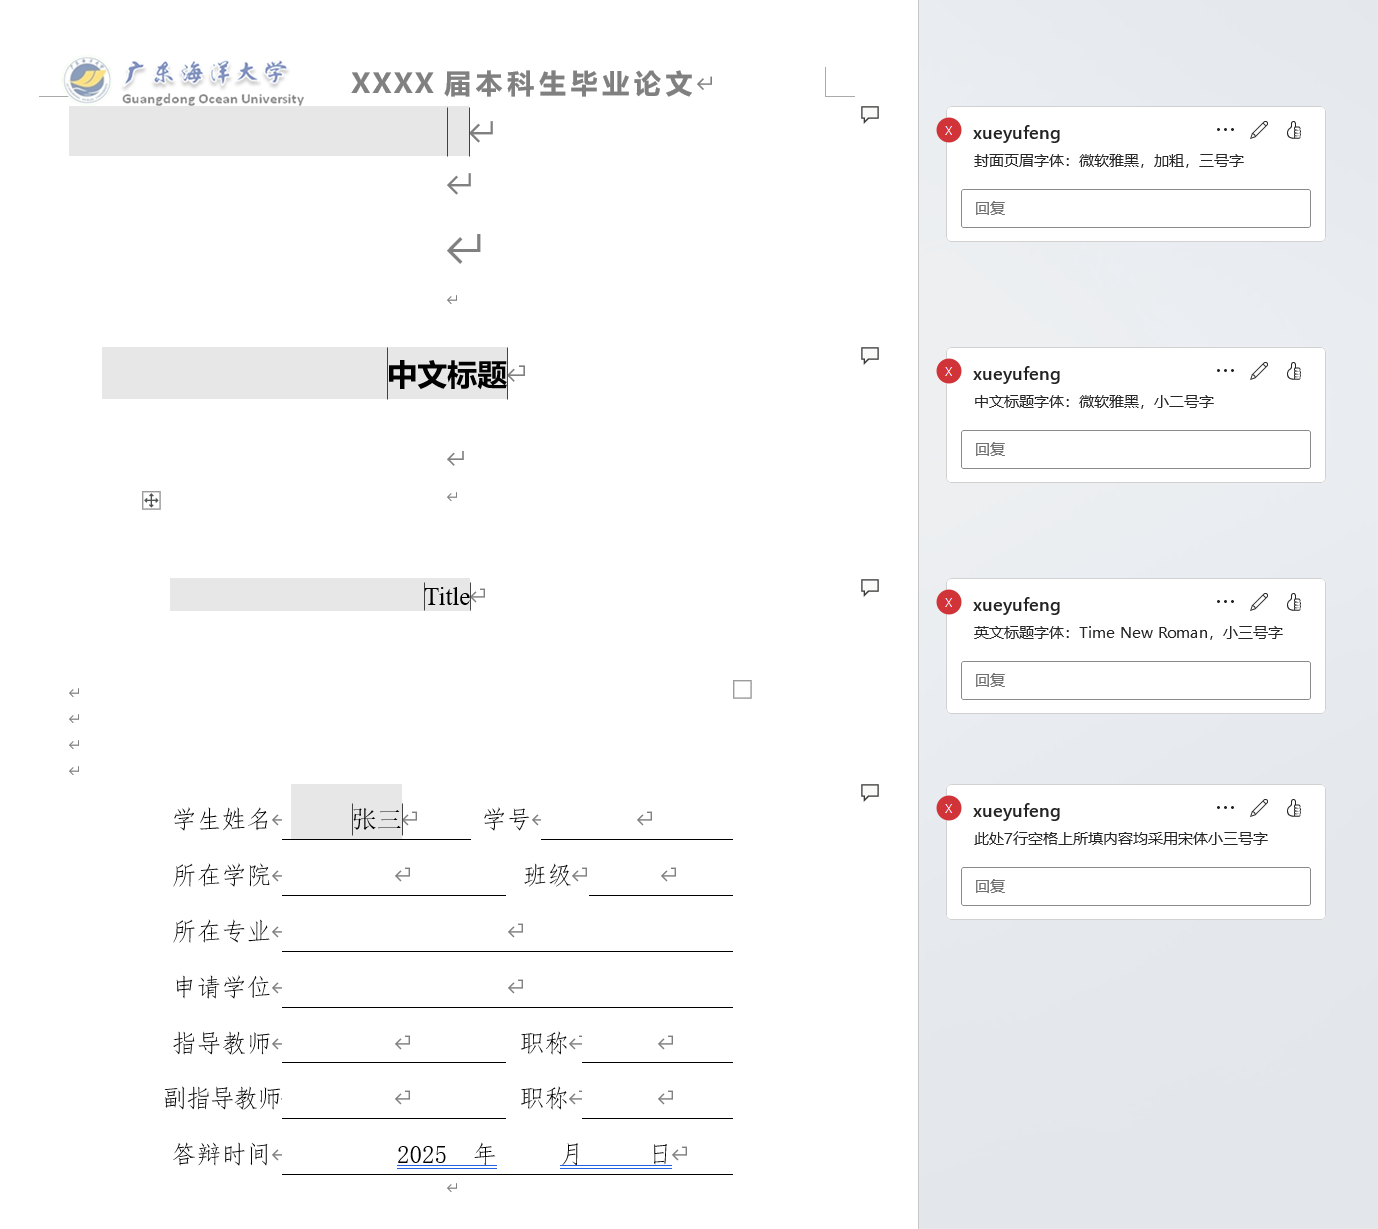 广东海洋大学
Guangdong Ocean University
XXXX 届本科生毕业论文
中文标题
Title
学生姓名 张三 学号
所在学院 班级
所在专业
申请学位
指导教师 职称
副指导教师 职称
答辩时间 2025 年 月 日
X xueyufeng
封面页眉字体：微软雅黑，加粗，三号字
回复
X xueyufeng
中文标题字体：微软雅黑，小二号字
回复
X xueyufeng
英文标题字体：Time New Roman，小三号字
回复
X xueyufeng
此处7行空格上所填内容均采用宋体小三号字
回复